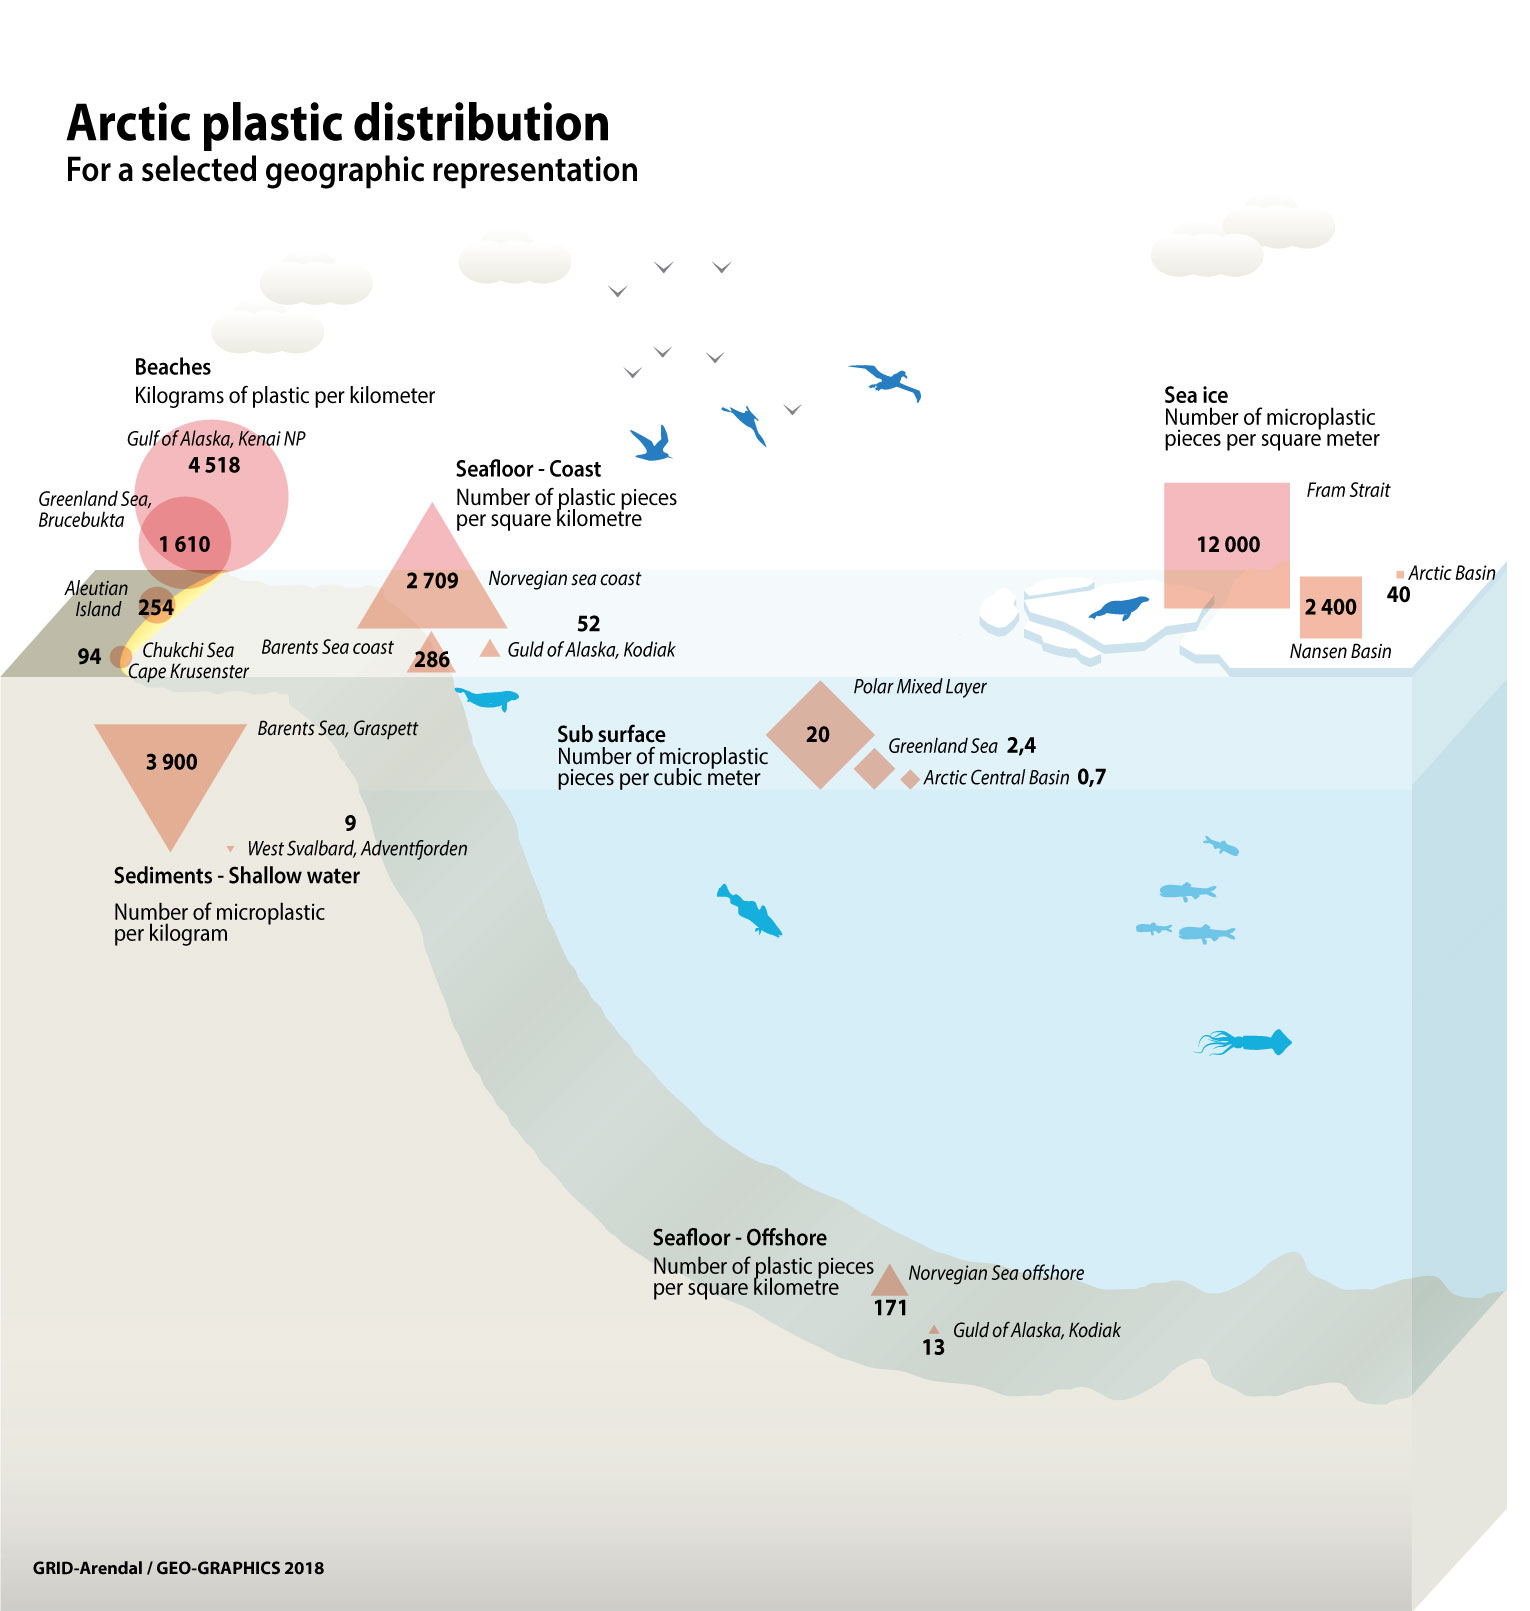 Arctic plastic distribution
For a selected geographic representation
Beaches
Kilograms of plastic per kilometer
Gulf of Alaska, Kenai NP
4 518
Greenland Sea,
Brucebukta
1 610
Aleutian
Island
254
94
Chukchi Sea
Cape Krusenster
Seafloor - Coast
Number of plastic pieces
per square kilometre
2 709
Norwegian sea coast
Barents Sea coast
286
52
Guld of Alaska, Kodiak
Sea ice
Number of microplastic
pieces per square meter
Fram Strait
12 000
Arctic Basin
40
2 400
Nansen Basin
Polar Mixed Layer
20
Sub surface
Number of microplastic
pieces per cubic meter
Greenland Sea 2,4
Arctic Central Basin 0,7
Barents Sea, Graspett
3 900
9
West Svalbard, Adventfjorden
Sediments - Shallow water
Number of microplastic
per kilogram
Seafloor - Offshore
Number of plastic pieces
per square kilometre
Norwegian Sea offshore
171
Guld of Alaska, Kodiak
13
GRID-Arendal / GEO-GRAPHICS 2018